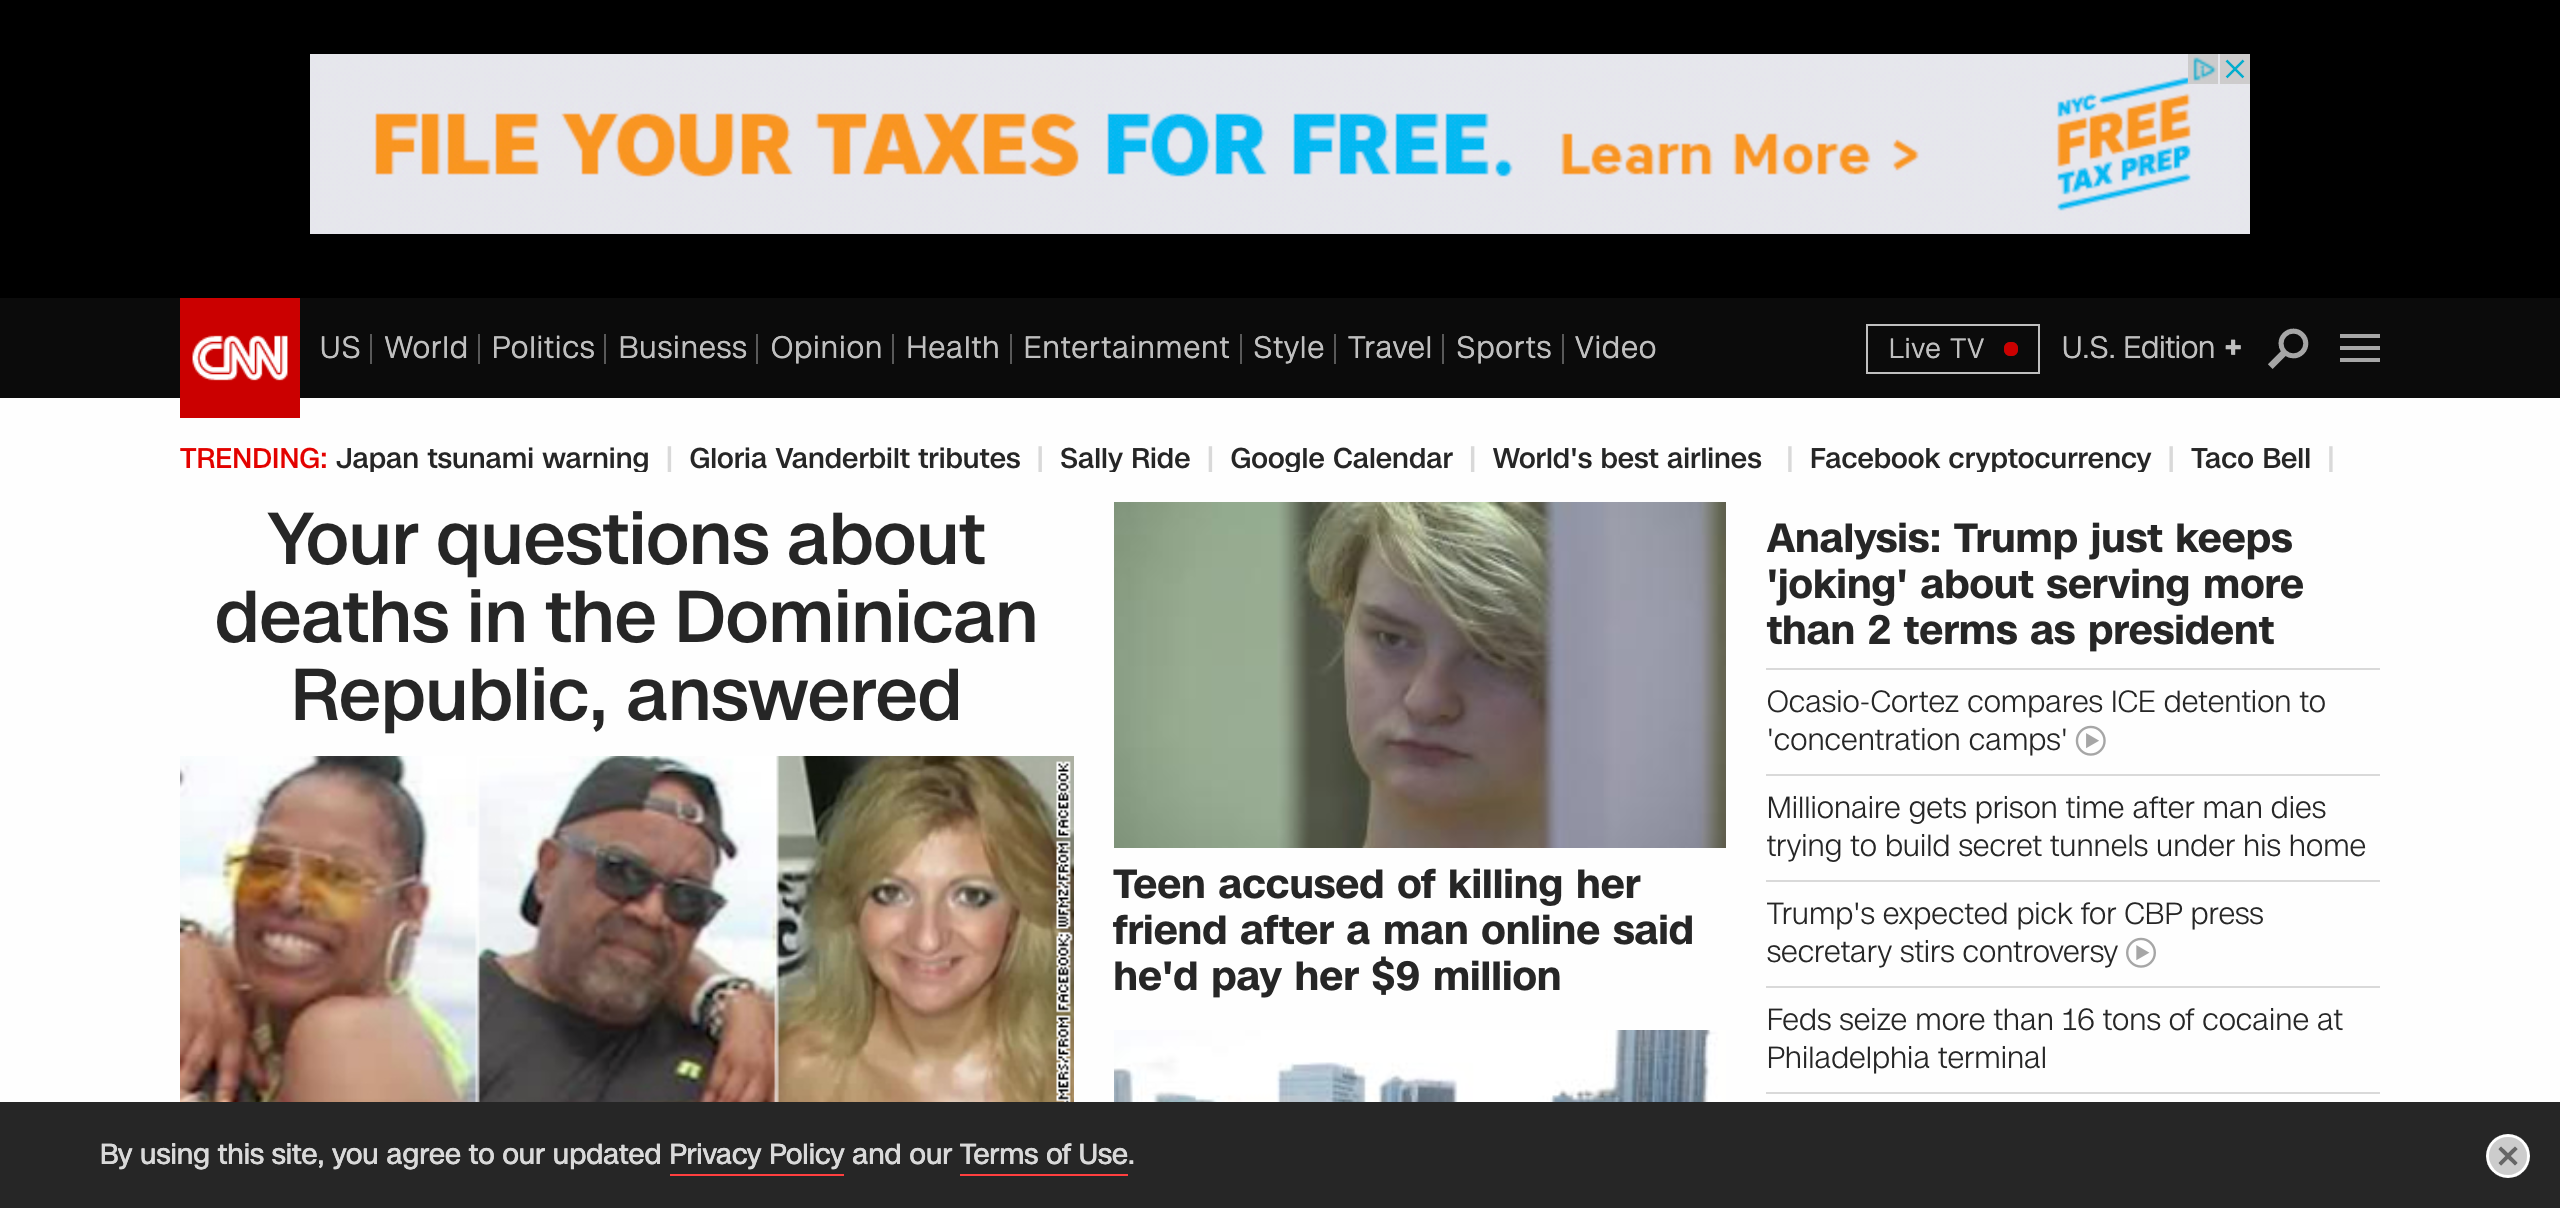 FILE YOUR TAXES FOR FREE. Learn More >
NYC
FREE
TAX PREP
CNN
US World Politics Business Opinion Health Entertainment Style Travel Sports Video
Live TV U.S. Edition +
TRENDING: Japan tsunami warning | Gloria Vanderbilt tributes | Sally Ride | Google Calendar | World's best airlines | Facebook cryptocurrency | Taco Bell |
Your questions about
deaths in the Dominican
Republic, answered
MERS/FROM FACEBOOK; WFMZ/FROM FACEBOOK
Teen accused of killing her
friend after a man online said
he'd pay her $9 million
Analysis: Trump just keeps
'joking' about serving more
than 2 terms as president
Ocasio-Cortez compares ICE detention to
'concentration camps'
Millionaire gets prison time after man dies
trying to build secret tunnels under his home
Trump's expected pick for CBP press
secretary stirs controversy
Feds seize more than 16 tons of cocaine at
Philadelphia terminal
By using this site, you agree to our updated Privacy Policy and our Terms of Use.